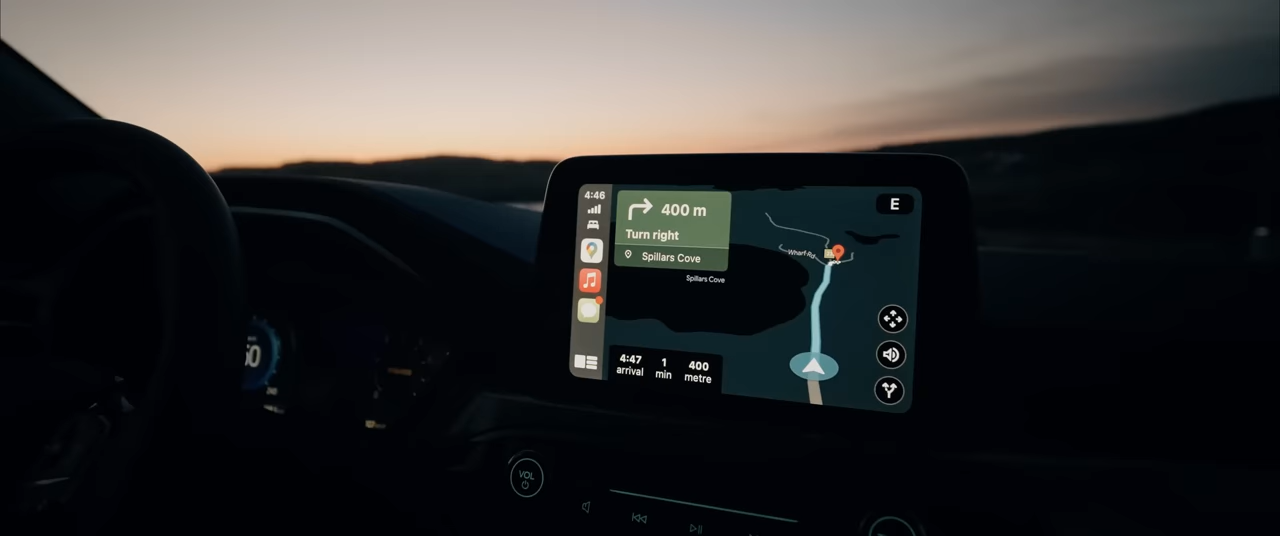 4:46
400 m
Turn right
Spillars Cove
Spillars Cove
Wharf Rd
E
4:47
arrival
1
min
400
metre
VOL